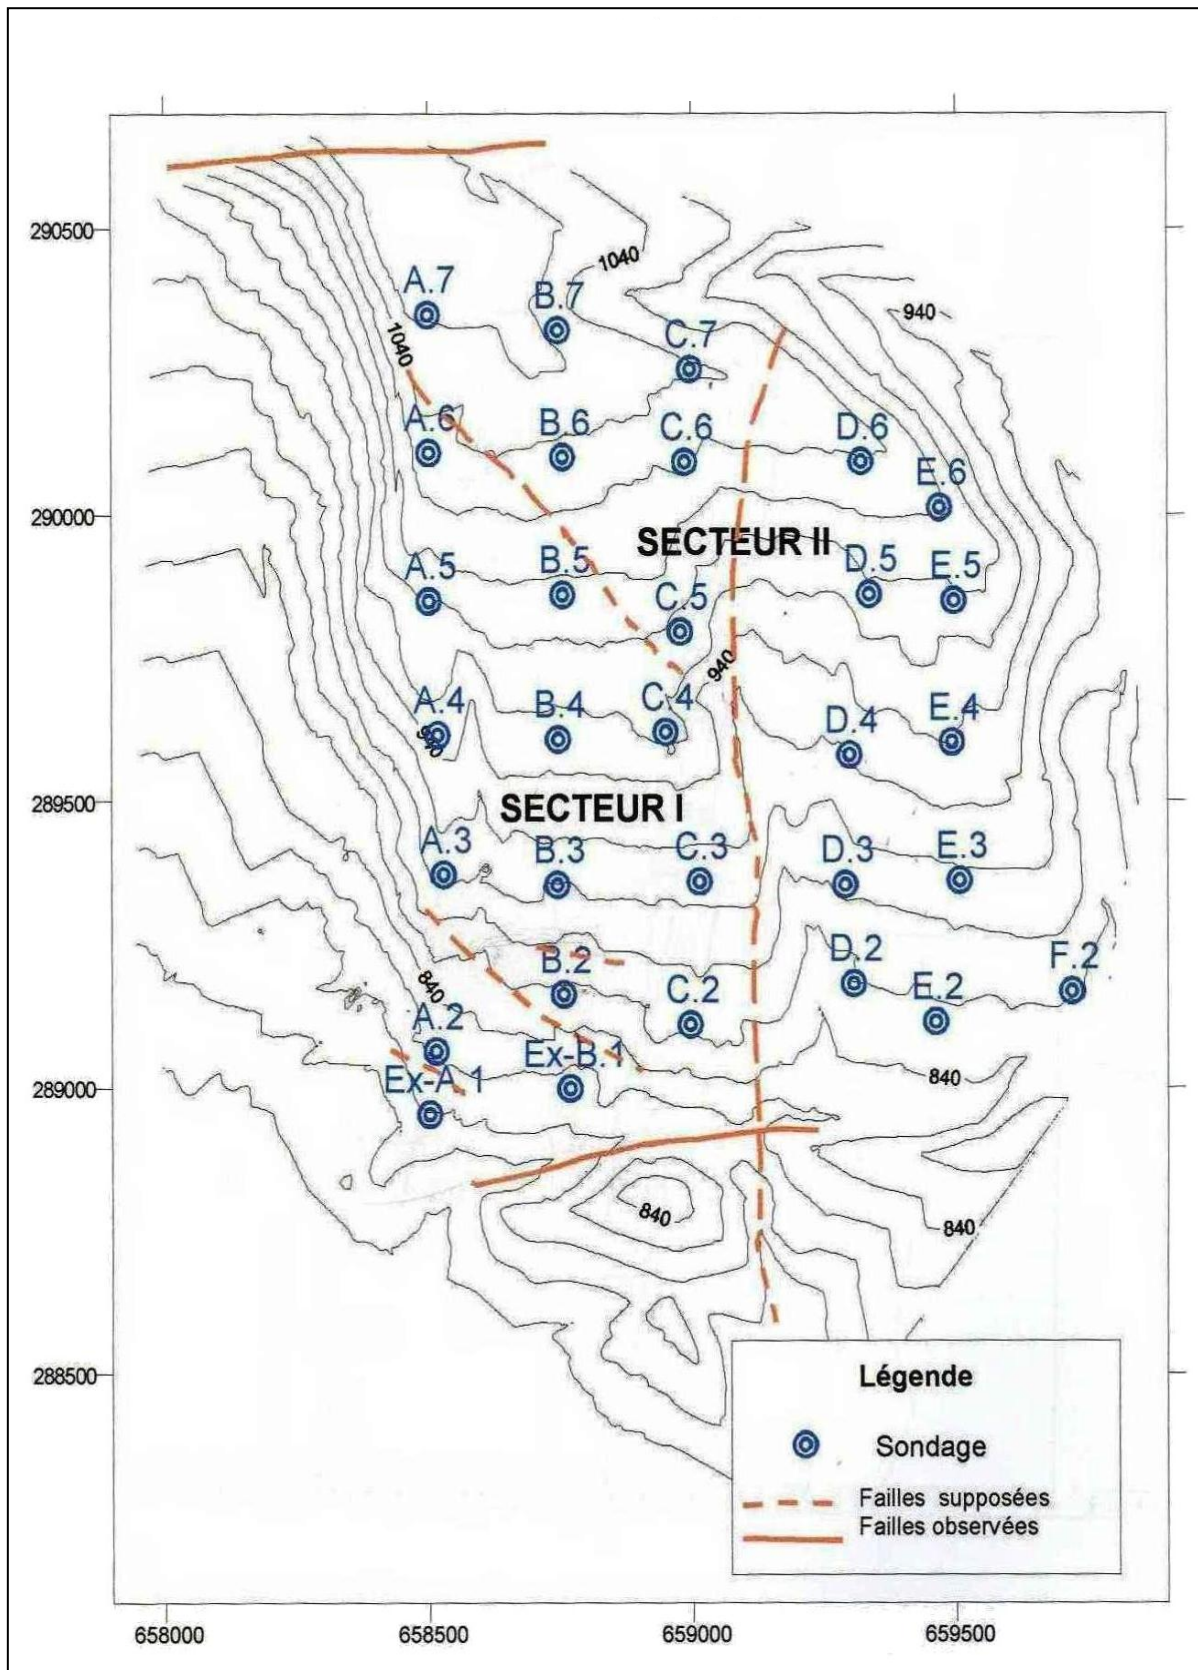 290500
1040
A.7
B.7
940
1040
C.7
A.6
B.6
C.6
D.6
E.6
290000
SECTEUR II
A.5
B.5
D.5
E.5
C.5
940
A.4
B.4
C.4
D.4
E.4
940
289500
SECTEUR I
A.3
B.3
C.3
D.3
E.3
B.2
D.2
F.2
840
C.2
E.2
A.2
Ex-B.1
840
Ex-A.1
289000
840
840
288500
Légende
Sondage
Failles supposées
Failles observées
658000
658500
659000
659500